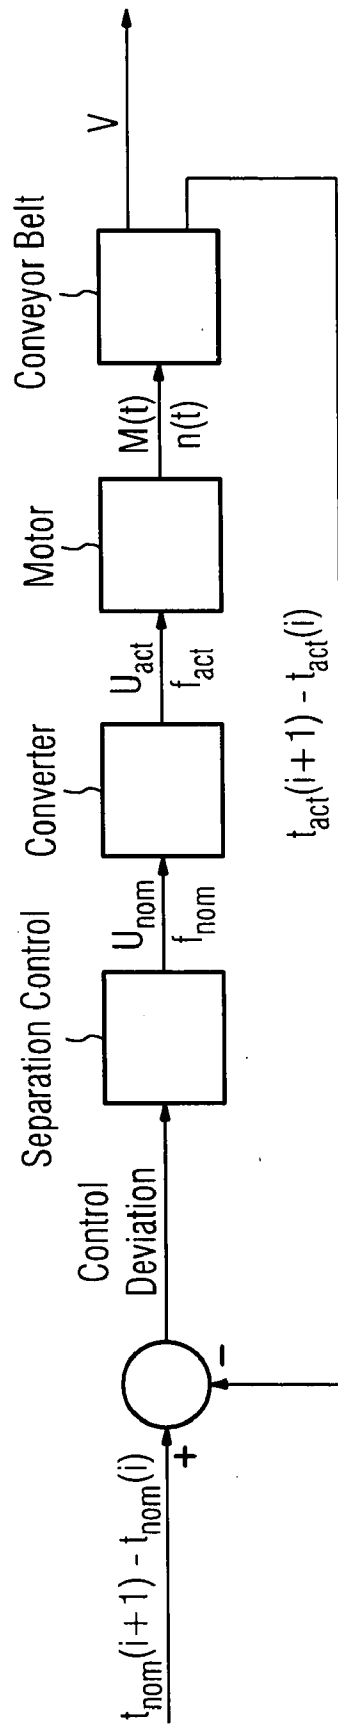 t_nom(i+1) - t_nom(i)
+
-
Control
Deviation
Separation Control
U_nom
f_nom
Converter
U_act
f_act
Motor
M(t)
n(t)
Conveyor Belt
V
t_act(i+1) - t_act(i)